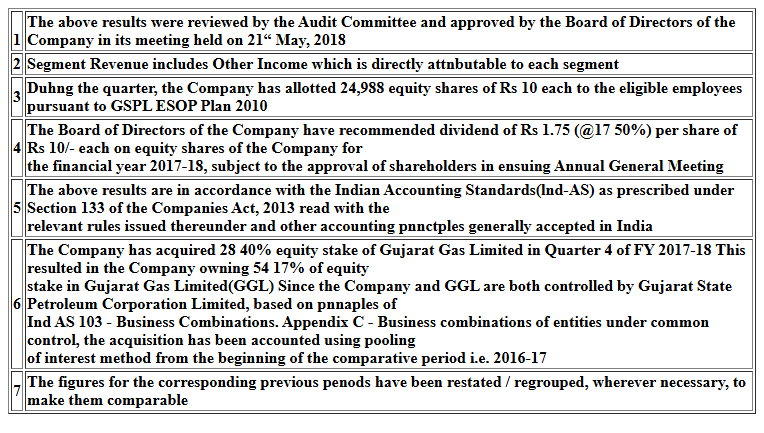 The above results were reviewed by the Audit Committee and approved by the Board of Directors of the
1 Company in its meeting held on 21“ May, 2018
2 Segment Revenue includes Other Income which is directly attnbutable to each segment
3 Duhng the quarter, the Company has allotted 24,988 equity shares of Rs 10 each to the eligible employees
pursuant to GSPL ESOP Plan 2010
The Board of Directors of the Company have recommended dividend of Rs 1.75 (@17 50%) per share of
4 Rs 10/- each on equity shares of the Company for
the financial year 2017-18, subject to the approval of shareholders in ensuing Annual General Meeting
The above results are in accordance with the Indian Accounting Standards(lnd-AS) as prescribed under
5 Section 133 of the Companies Act, 2013 read with the
relevant rules issued thereunder and other accounting pnnctples generally accepted in India
The Company has acquired 28 40% equity stake of Gujarat Gas Limited in Quarter 4 of FY 2017-18 This
resulted in the Company owning 54 17% of equity
stake in Gujarat Gas Limited(GGL) Since the Company and GGL are both controlled by Gujarat State
6 Petroleum Corporation Limited, based on pnnaples of
Ind AS 103 - Business Combinations. Appendix C - Business combinations of entities under common
control, the acquisition has been accounted using pooling
of interest method from the beginning of the comparative period i.e. 2016-17
7 The figures for the corresponding previous penods have been restated / regrouped, wherever necessary, to
make them comparable